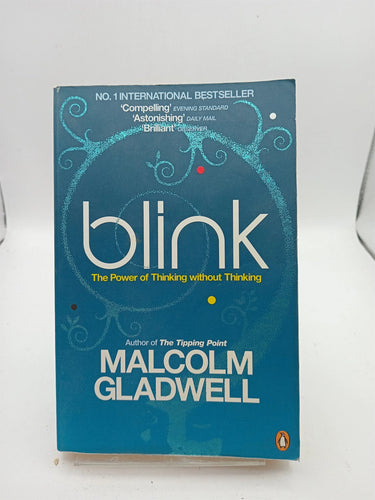 NO. 1 INTERNATIONAL BESTSELLER
'Compelling' EVENING STANDARD
'Astonishing' DAILY MAIL
'Brilliant' OBSERVER
blink
The Power of Thinking without Thinking
Author of The Tipping Point
MALCOLM
GLADWELL